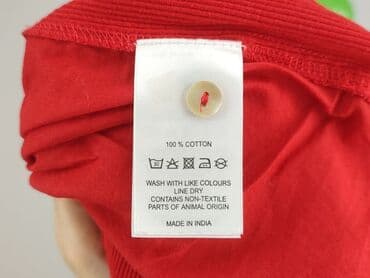 100 % COTTON
WASH WITH LIKE COLOURS
LINE DRY
CONTAINS NON-TEXTILE
PARTS OF ANIMAL ORIGIN
MADE IN INDIA